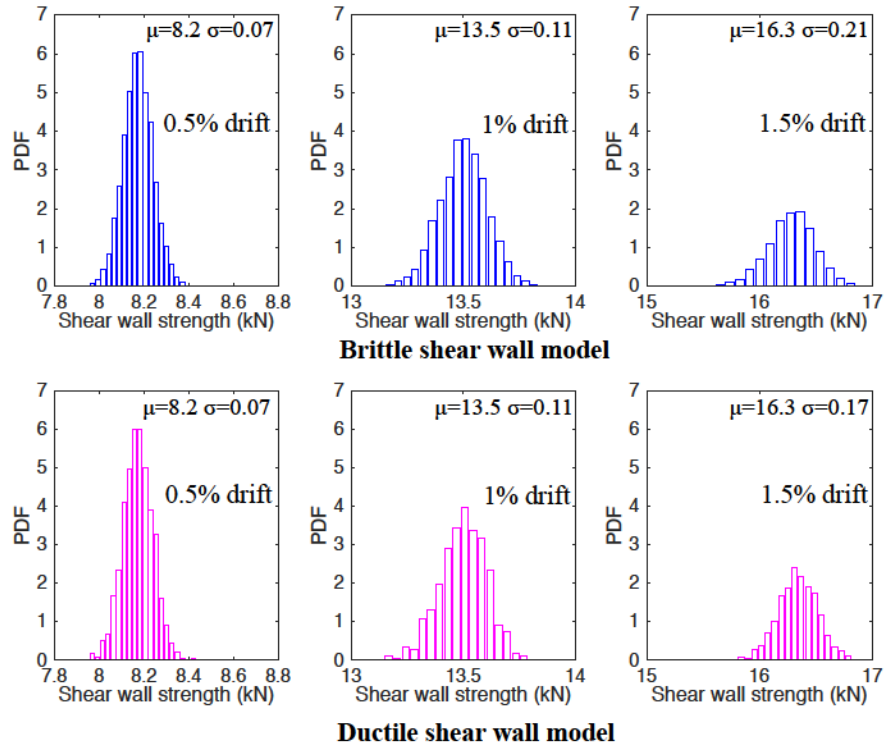 μ=8.2 σ=0.07
0.5% drift
PDF
7
6
5
4
3
2
1
0
7.8 8 8.2 8.4 8.6 8.8
Shear wall strength (kN)
μ=13.5 σ=0.11
1% drift
PDF
7
6
5
4
3
2
1
0
13 13.5 14
Shear wall strength (kN)
μ=16.3 σ=0.21
1.5% drift
PDF
7
6
5
4
3
2
1
0
15 16 17
Shear wall strength (kN)
Brittle shear wall model
μ=8.2 σ=0.07
0.5% drift
PDF
7
6
5
4
3
2
1
0
7.8 8 8.2 8.4 8.6 8.8
Shear wall strength (kN)
μ=13.5 σ=0.11
1% drift
PDF
7
6
5
4
3
2
1
0
13 13.5 14
Shear wall strength (kN)
μ=16.3 σ=0.17
1.5% drift
PDF
7
6
5
4
3
2
1
0
15 16 17
Shear wall strength (kN)
Ductile shear wall model